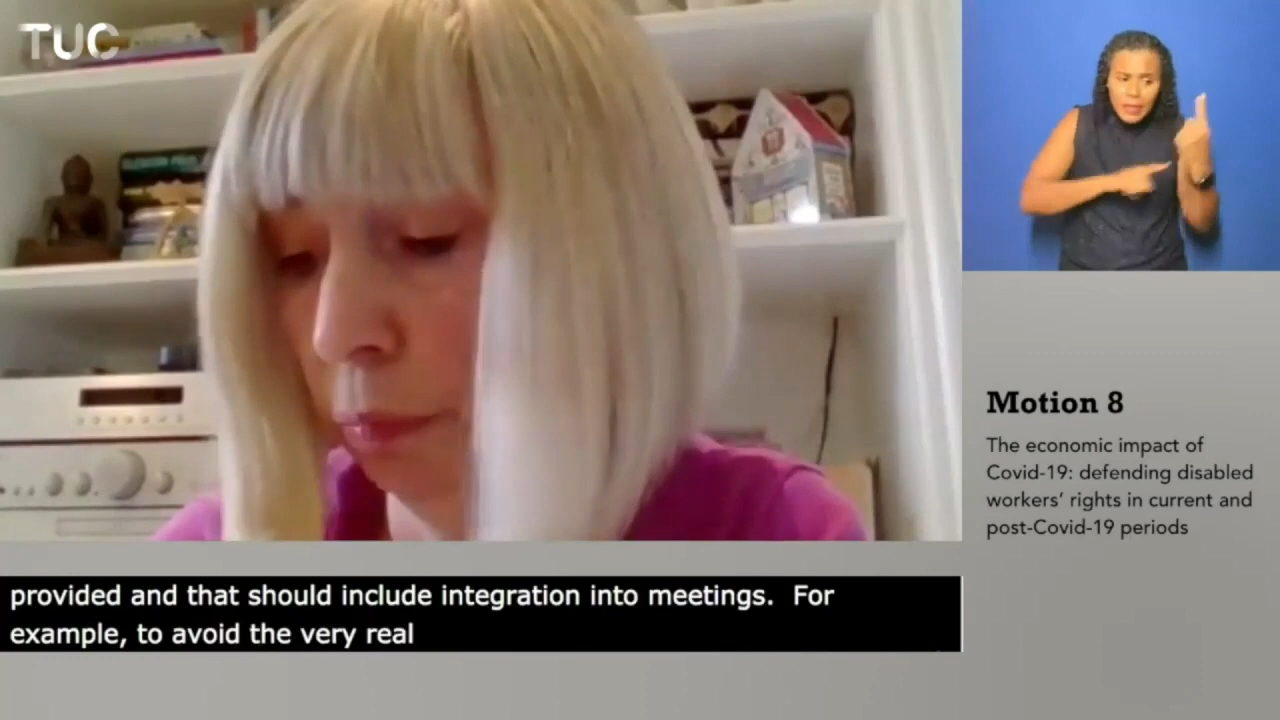 TUC
Motion 8
The economic impact of
Covid-19: defending disabled
workers' rights in current and
post-Covid-19 periods
provided and that should include integration into meetings.  For
example, to avoid the very real